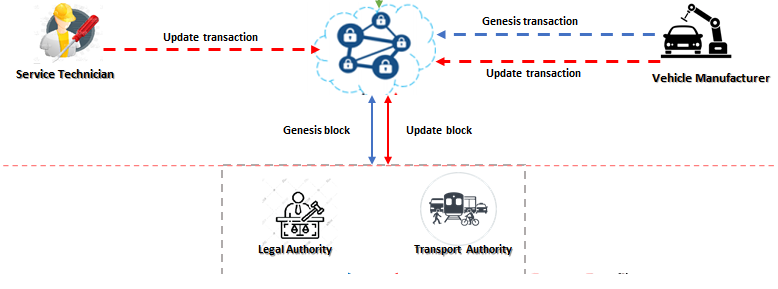 Genesis transaction
Update transaction
Service Technician
Update transaction
Vehicle Manufacturer
Genesis block
Update block
Legal Authority
Transport Authority